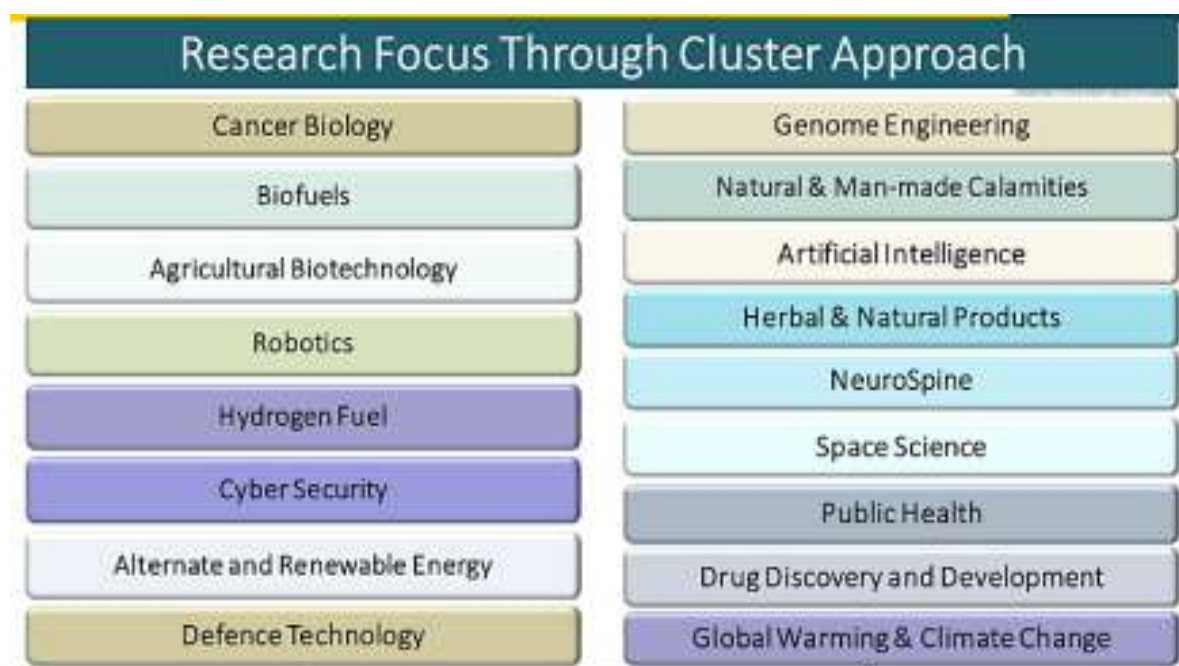 Research Focus Through Cluster Approach
Cancer Biology
Biofuels
Agricultural Biotechnology
Robotics
Hydrogen Fuel
Cyber Security
Alternate and Renewable Energy
Defence Technology
Genome Engineering
Natural & Man-made Calamities
Artificial Intelligence
Herbal & Natural Products
NeuroSpine
Space Science
Public Health
Drug Discovery and Development
Global Warming & Climate Change